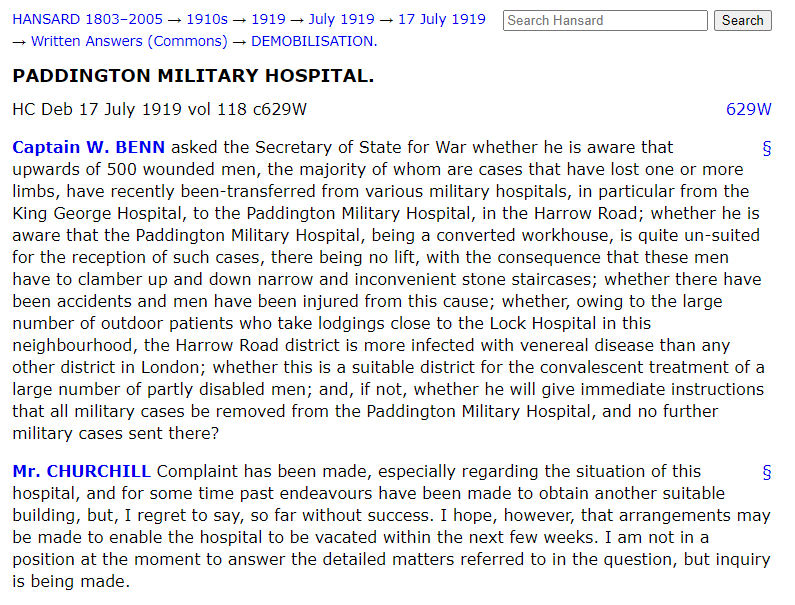 HANSARD 1803–2005 → 1910s → 1919 → July 1919 → 17 July 1919
→ Written Answers (Commons) → DEMOBILISATION.
Search Hansard
Search
PADDINGTON MILITARY HOSPITAL.
HC Deb 17 July 1919 vol 118 c629W
629W
Captain W. BENN asked the Secretary of State for War whether he is aware that
§
upwards of 500 wounded men, the majority of whom are cases that have lost one or more
limbs, have recently been-transferred from various military hospitals, in particular from the
King George Hospital, to the Paddington Military Hospital, in the Harrow Road; whether he is
aware that the Paddington Military Hospital, being a converted workhouse, is quite un-suited
for the reception of such cases, there being no lift, with the consequence that these men
have to clamber up and down narrow and inconvenient stone staircases; whether there have
been accidents and men have been injured from this cause; whether, owing to the large
number of outdoor patients who take lodgings close to the Lock Hospital in this
neighbourhood, the Harrow Road district is more infected with venereal disease than any
other district in London; whether this is a suitable district for the convalescent treatment of a
large number of partly disabled men; and, if not, whether he will give immediate instructions
that all military cases be removed from the Paddington Military Hospital, and no further
military cases sent there?
Mr. CHURCHILL Complaint has been made, especially regarding the situation of this
§
hospital, and for some time past endeavours have been made to obtain another suitable
building, but, I regret to say, so far without success. I hope, however, that arrangements may
be made to enable the hospital to be vacated within the next few weeks. I am not in a
position at the moment to answer the detailed matters referred to in the question, but inquiry
is being made.